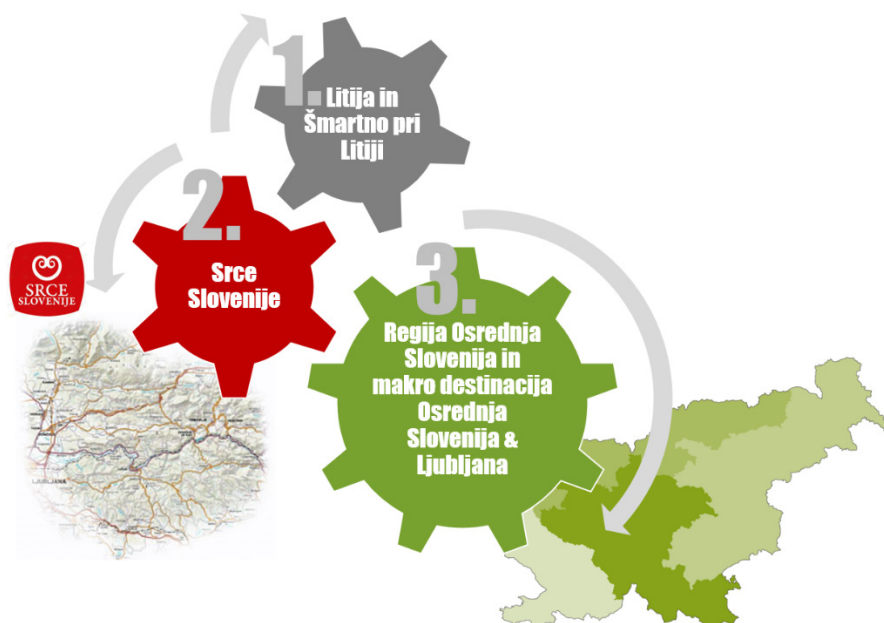 1.
Litija in
Šmartno pri
Litiji
2.
Srce
Slovenije
SRCE
SLOVENIJE
3.
Regija Osrednja
Slovenija in
makro destinacija
Osrednja
Slovenija &
Ljubljana
LJUBLJANA